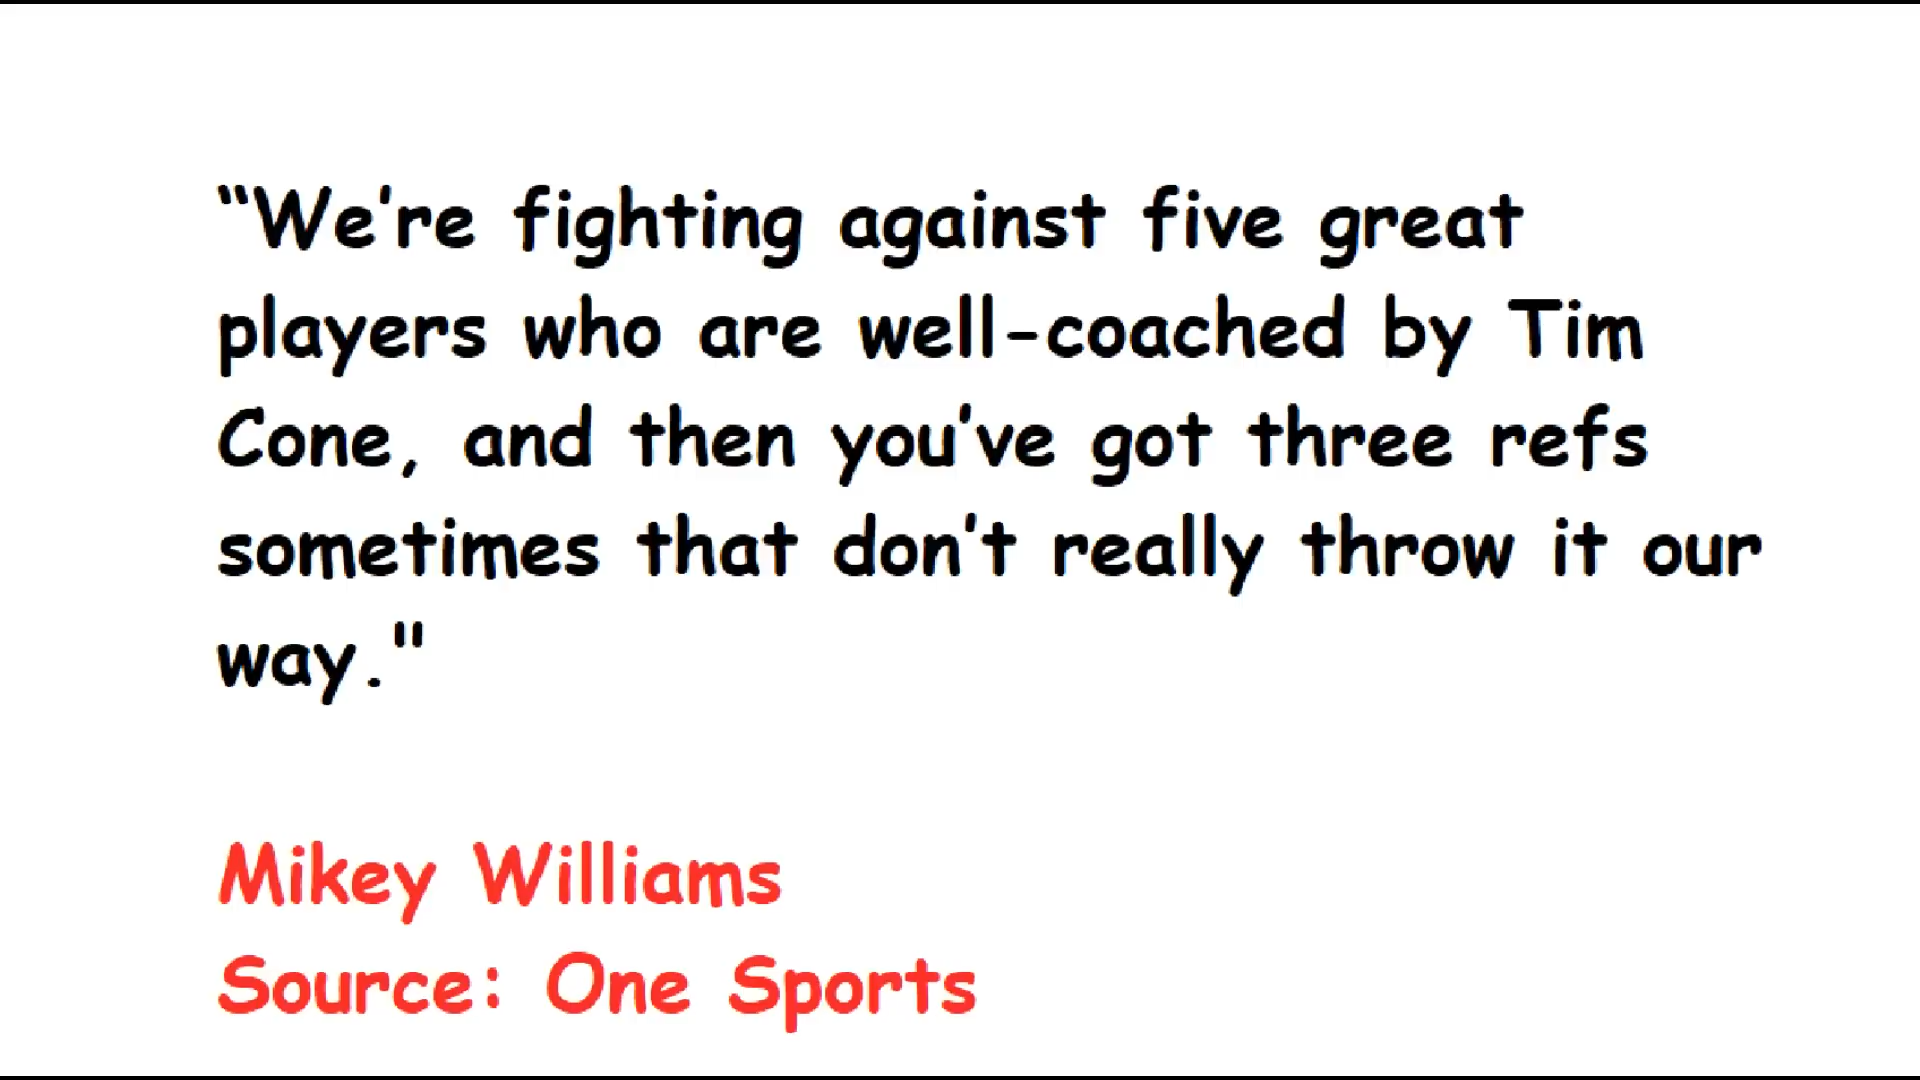 “We’re fighting against five great
players who are well-coached by Tim
Cone, and then you’ve got three refs
sometimes that don’t really throw it our
way."
Mikey Williams
Source: One Sports